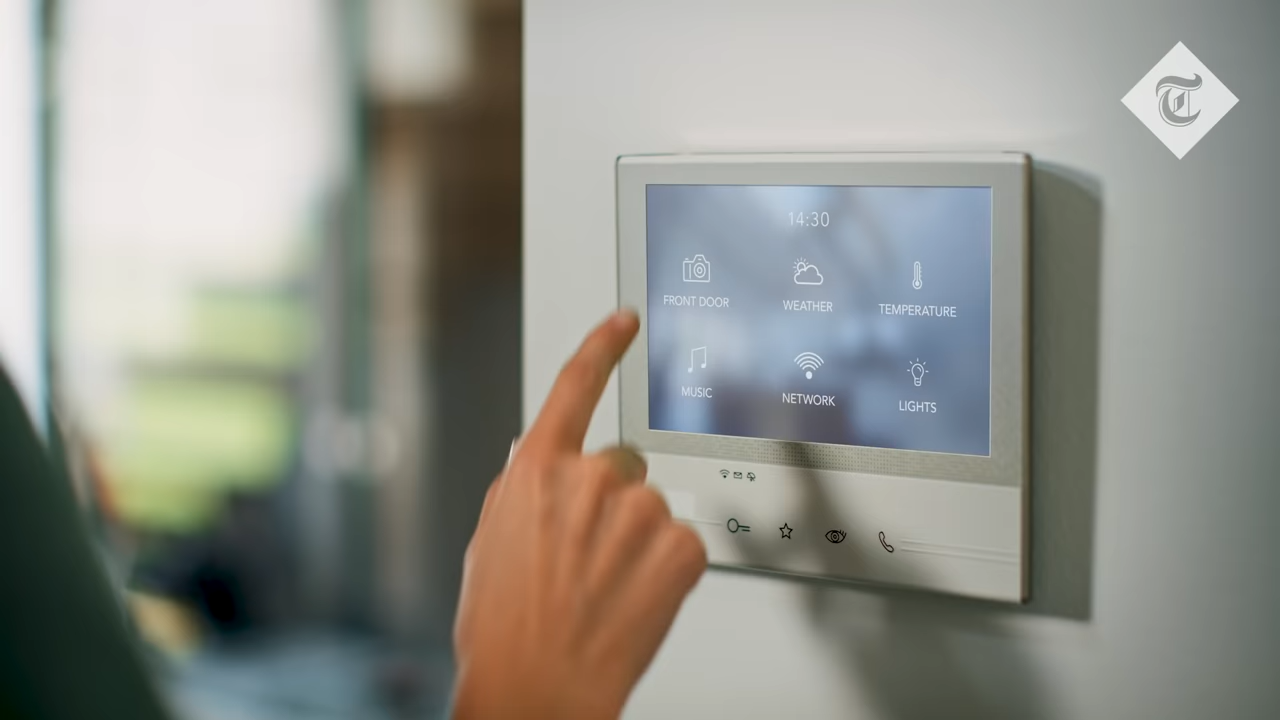 T
14:30
FRONT DOOR
WEATHER
TEMPERATURE
MUSIC
NETWORK
LIGHTS